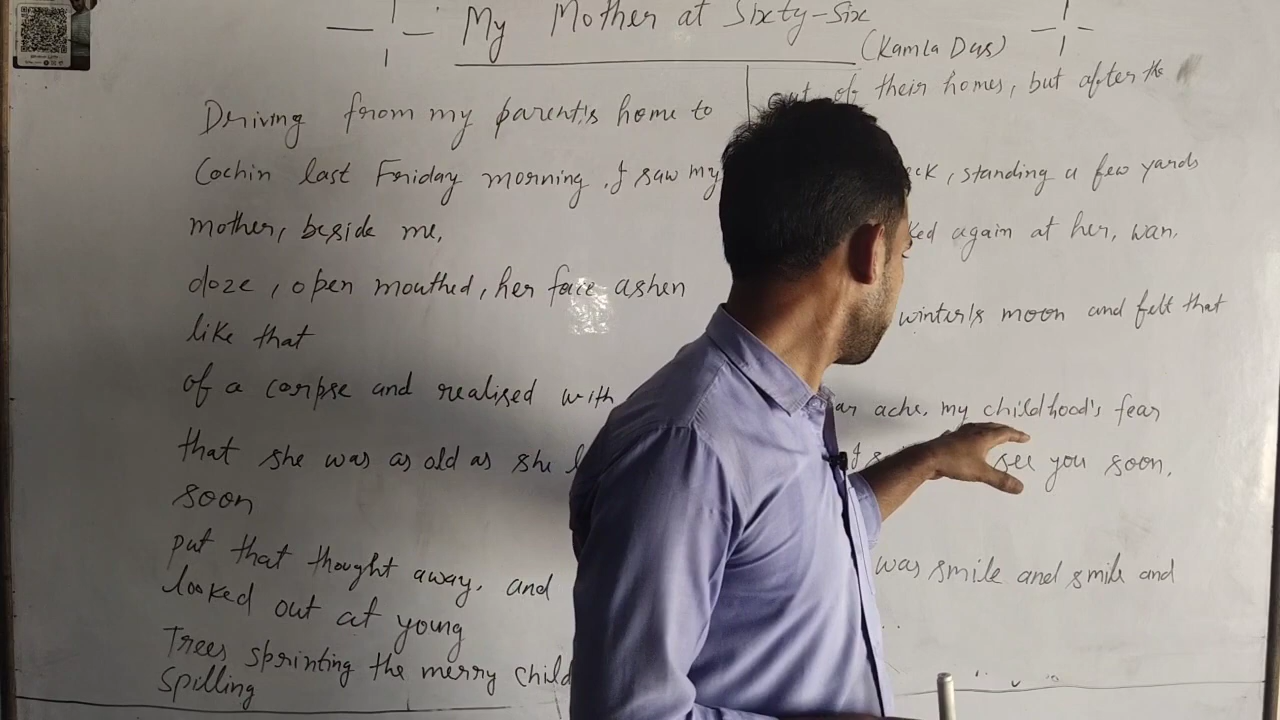 My Mother at Sixty-Six
(Kamla Das)
Driving from my parent's home to
Cochin last Friday morning, I saw my
mother, beside me,
doze, open mouthed, her face ashen
like that
of a corpse and realised with
that she was as old as she
soon
put that thought away, and
looked out at young
Trees sprinting the merry child
Spilling
out of their homes, but after the
standing a few yards
again at her, wan,
winter's moon and felt that
ache, my childhood's fear
see you soon,
was smile and smile and